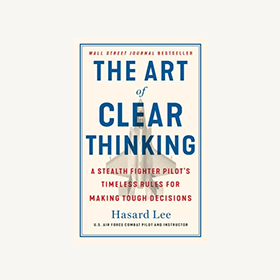 WALL STREET JOURNAL BESTSELLER
THE ART
of
CLEAR
THINKING
A STEALTH FIGHTER PILOT'S
TIMELESS RULES FOR
MAKING TOUGH DECISIONS
Hasard Lee
U.S. AIR FORCE COMBAT PILOT AND INSTRUCTOR